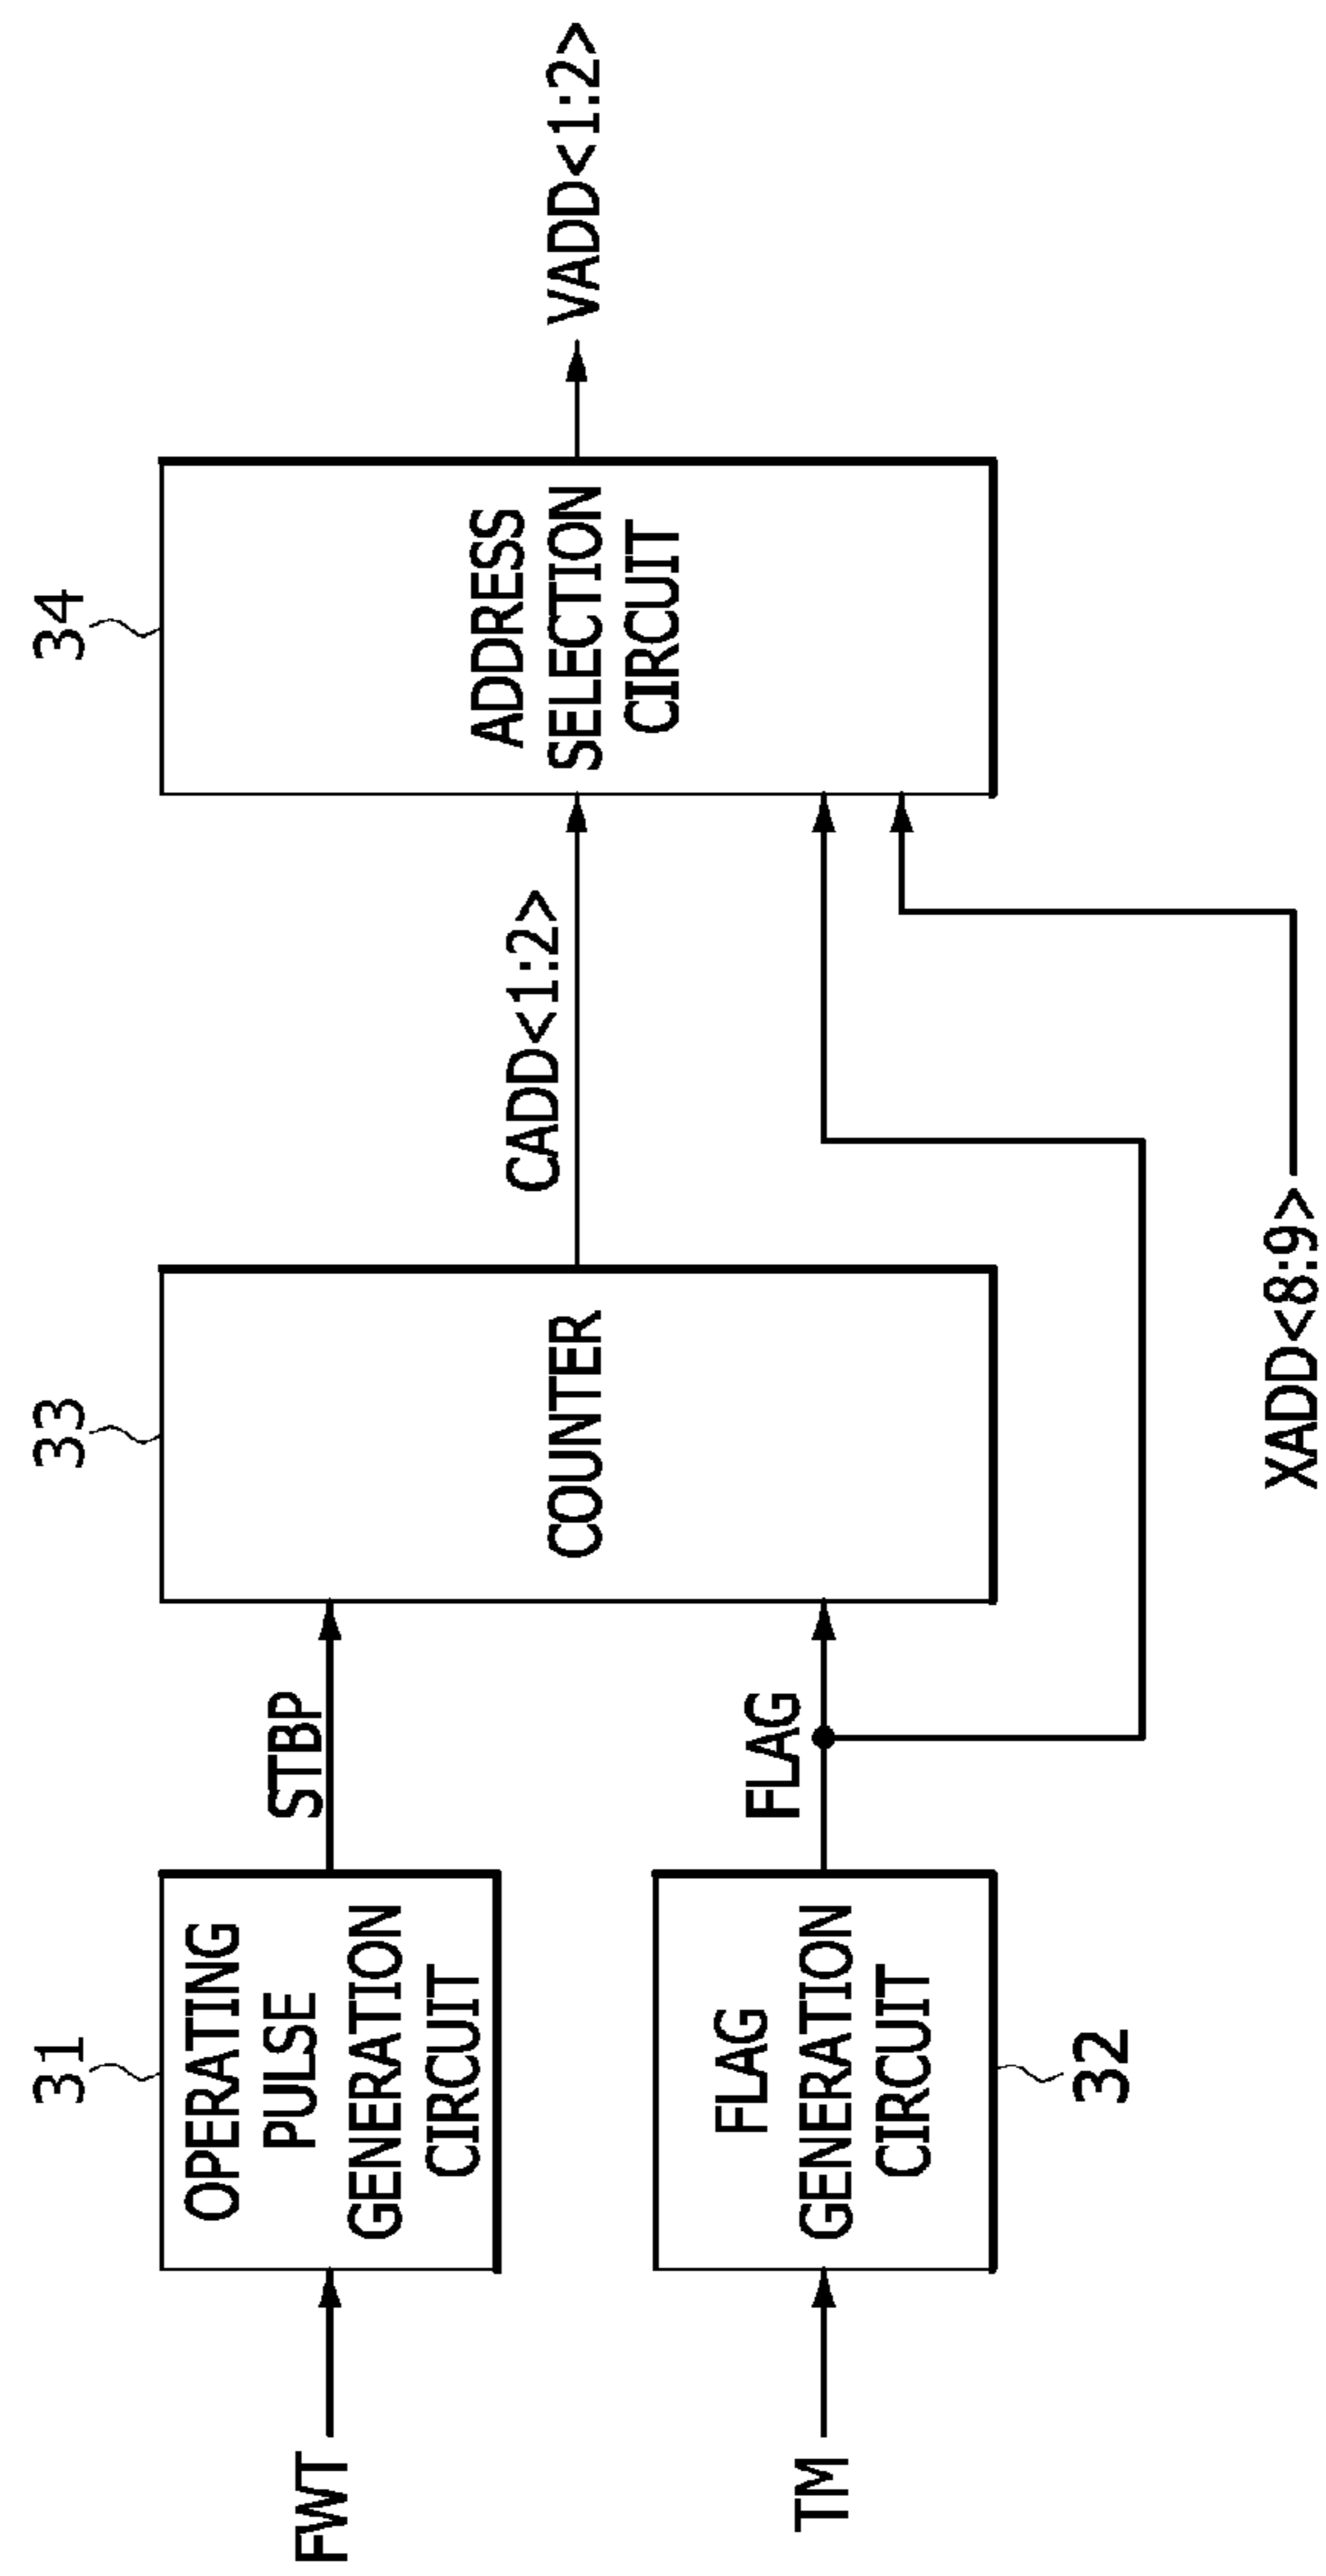 31
FWT
OPERATING
PULSE
GENERATION
CIRCUIT
STBP
33
COUNTER
CADD<1:2>
34
ADDRESS
SELECTION
CIRCUIT
VADD<1:2>
TM
FLAG
GENERATION
CIRCUIT
32
FLAG
XADD<8:9>